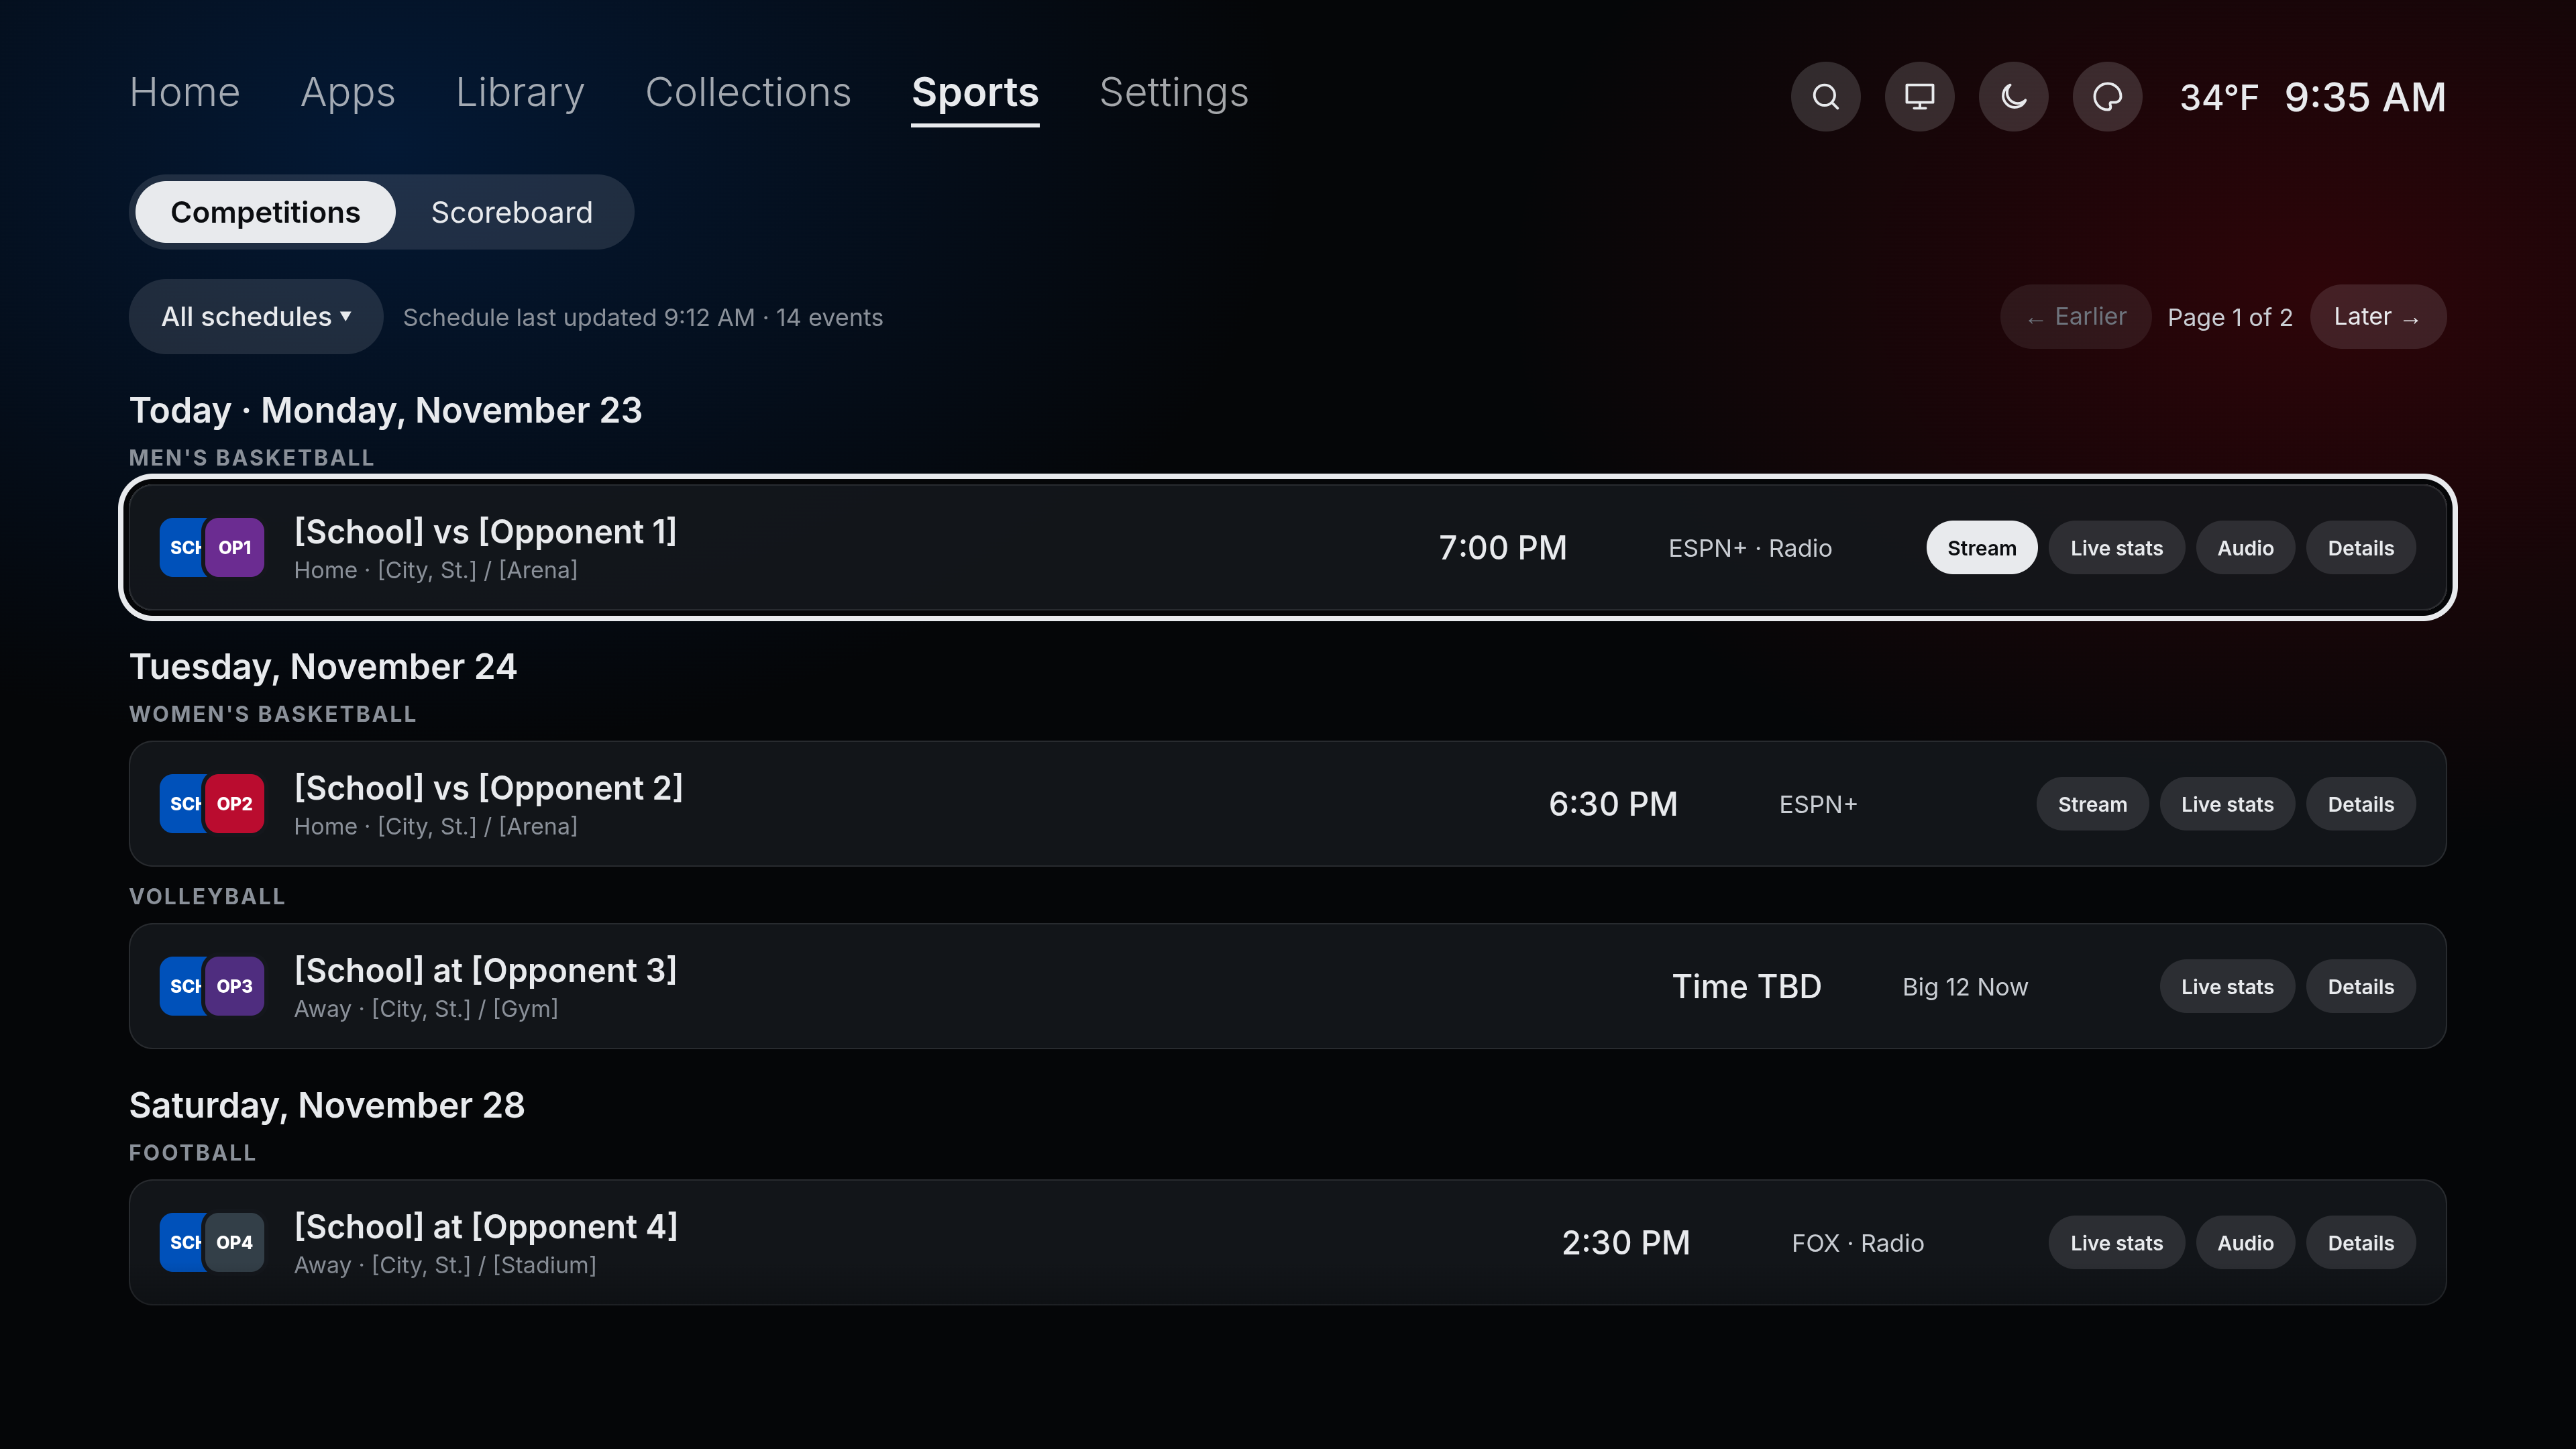 Home Apps Library Collections Sports Settings 34°F 9:35 AM
Competitions Scoreboard
All schedules ▾ Schedule last updated 9:12 AM · 14 events ← Earlier Page 1 of 2 Later →
Today · Monday, November 23
MEN'S BASKETBALL
SCH OP1 [School] vs [Opponent 1] 7:00 PM ESPN+ · Radio Stream Live stats Audio Details
Home · [City, St.] / [Arena]
Tuesday, November 24
WOMEN'S BASKETBALL
SCH OP2 [School] vs [Opponent 2] 6:30 PM ESPN+ Stream Live stats Details
Home · [City, St.] / [Arena]
VOLLEYBALL
SCH OP3 [School] at [Opponent 3] Time TBD Big 12 Now Live stats Details
Away · [City, St.] / [Gym]
Saturday, November 28
FOOTBALL
SCH OP4 [School] at [Opponent 4] 2:30 PM FOX · Radio Live stats Audio Details
Away · [City, St.] / [Stadium]